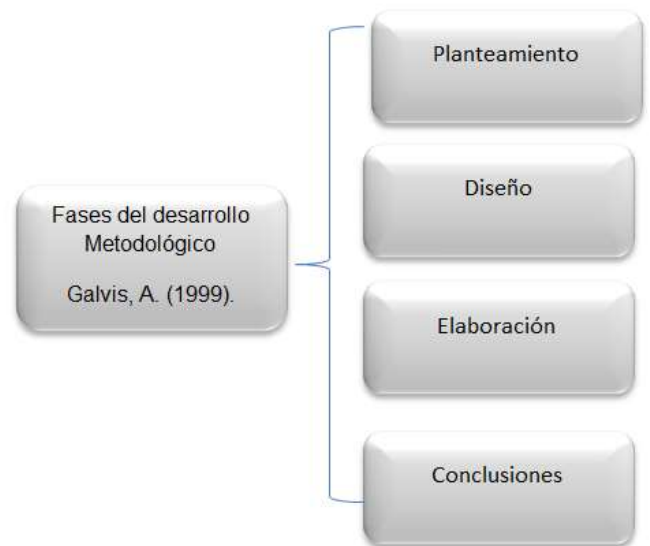 Fases del desarrollo
Metodológico
Galvis, A. (1999).
Planteamiento
Diseño
Elaboración
Conclusiones